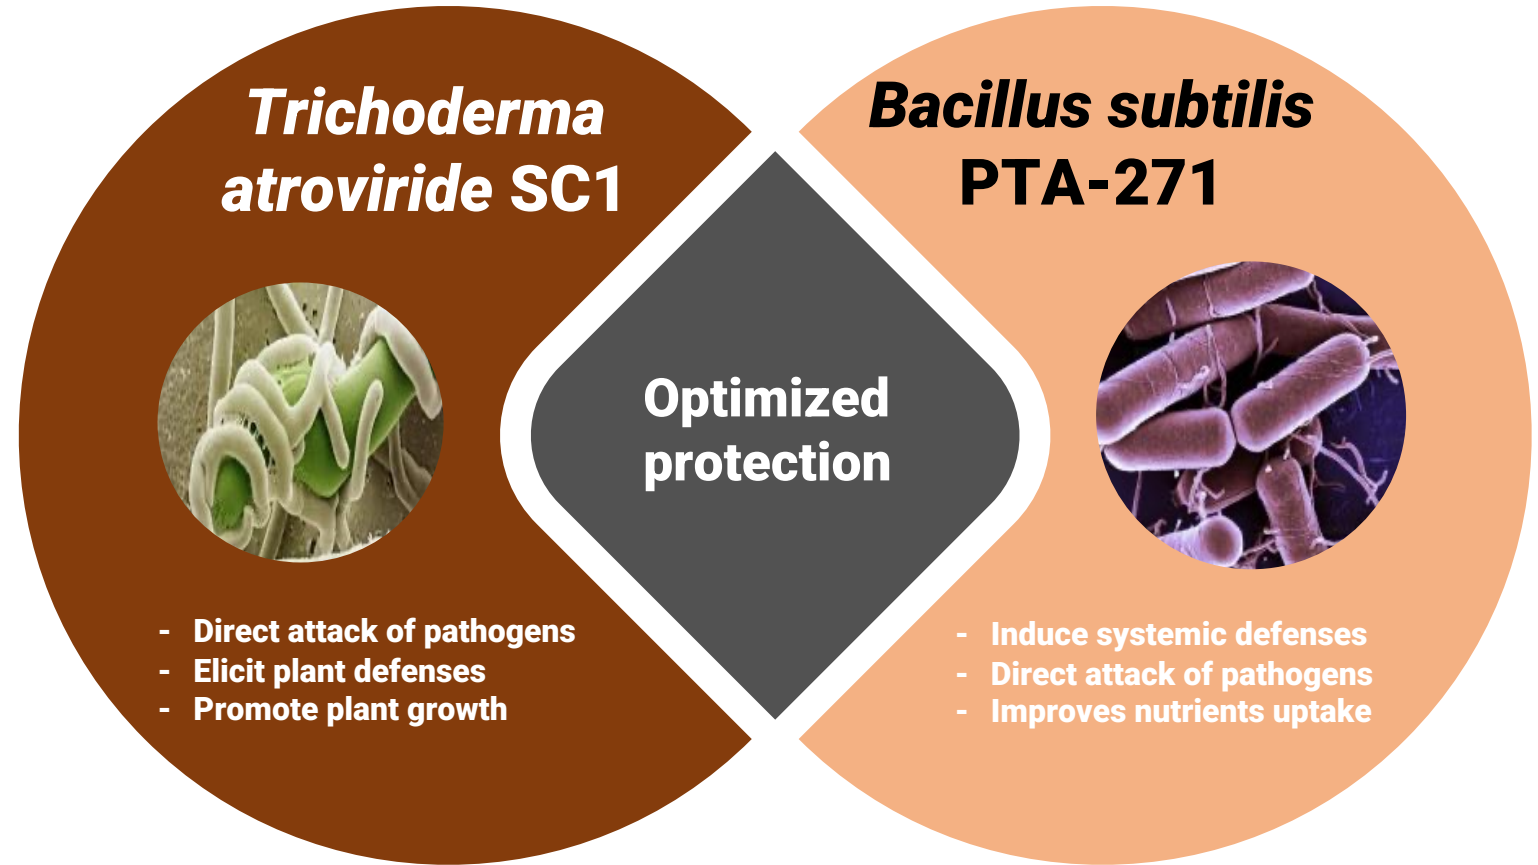 Trichoderma
atroviride SC1
- Direct attack of pathogens
- Elicit plant defenses
- Promote plant growth
Optimized
protection
Bacillus subtilis
PTA-271
- Induce systemic defenses
- Direct attack of pathogens
- Improves nutrients uptake